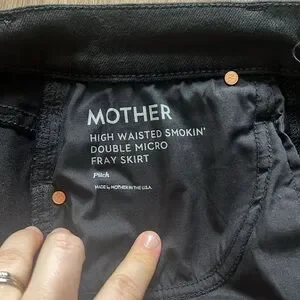 MOTHER
HIGH WAISTED SMOKIN'
DOUBLE MICRO
FRAY SKIRT
Pitch
MADE by MOTHER IN THE U.S.A.